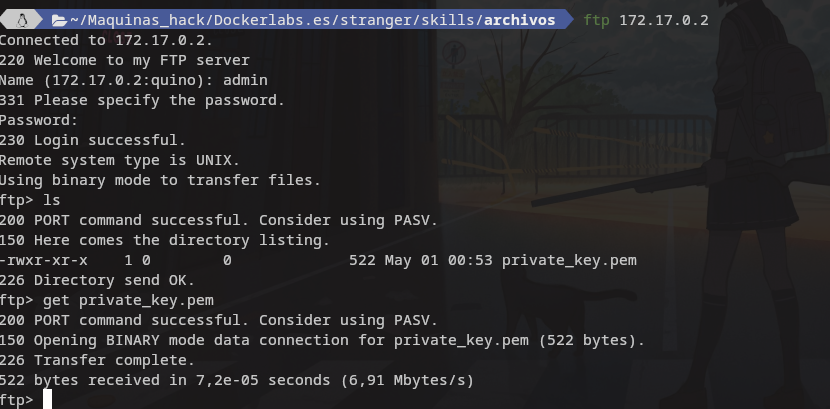 ~/Maquinas_hack/Dockerlabs.es/stranger/skills/archivos ftp 172.17.0.2
Connected to 172.17.0.2.
220 Welcome to my FTP server
Name (172.17.0.2:quino): admin
331 Please specify the password.
Password:
230 Login successful.
Remote system type is UNIX.
Using binary mode to transfer files.
ftp> ls
200 PORT command successful. Consider using PASV.
150 Here comes the directory listing.
-rwxr-xr-x    1 0        0             522 May 01 00:53 private_key.pem
226 Directory send OK.
ftp> get private_key.pem
200 PORT command successful. Consider using PASV.
150 Opening BINARY mode data connection for private_key.pem (522 bytes).
226 Transfer complete.
522 bytes received in 7,2e-05 seconds (6,91 Mbytes/s)
ftp>